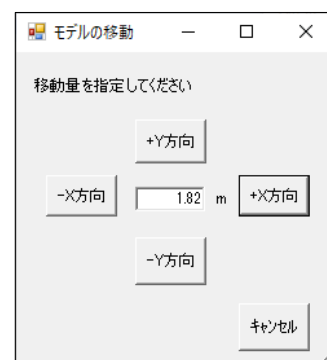 モデルの移動
移動量を指定してください
+Y方向
-X方向 1.82 m +X方向
-Y方向
キャンセル